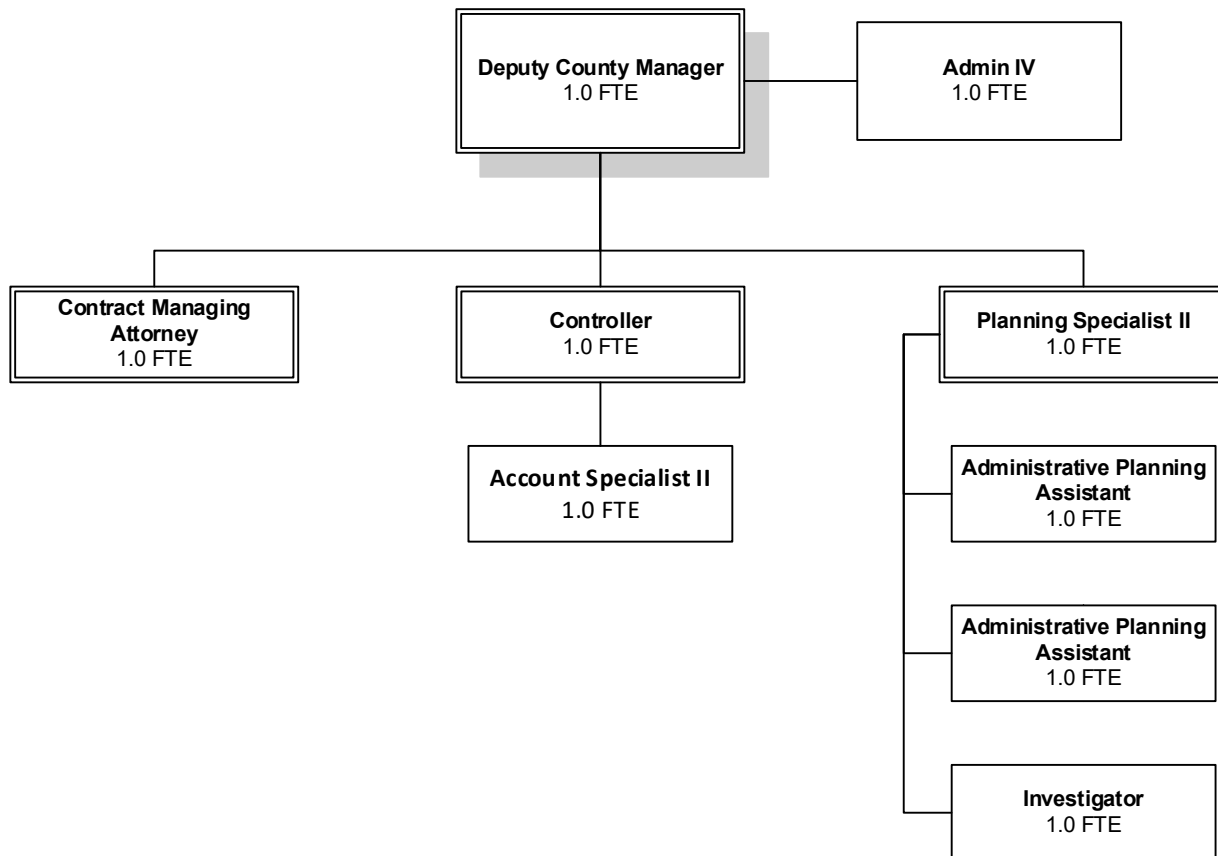 Deputy County Manager
1.0 FTE
Admin IV
1.0 FTE
Contract Managing
Attorney
1.0 FTE
Controller
1.0 FTE
Planning Specialist II
1.0 FTE
Account Specialist II
1.0 FTE
Administrative Planning
Assistant
1.0 FTE
Administrative Planning
Assistant
1.0 FTE
Investigator
1.0 FTE